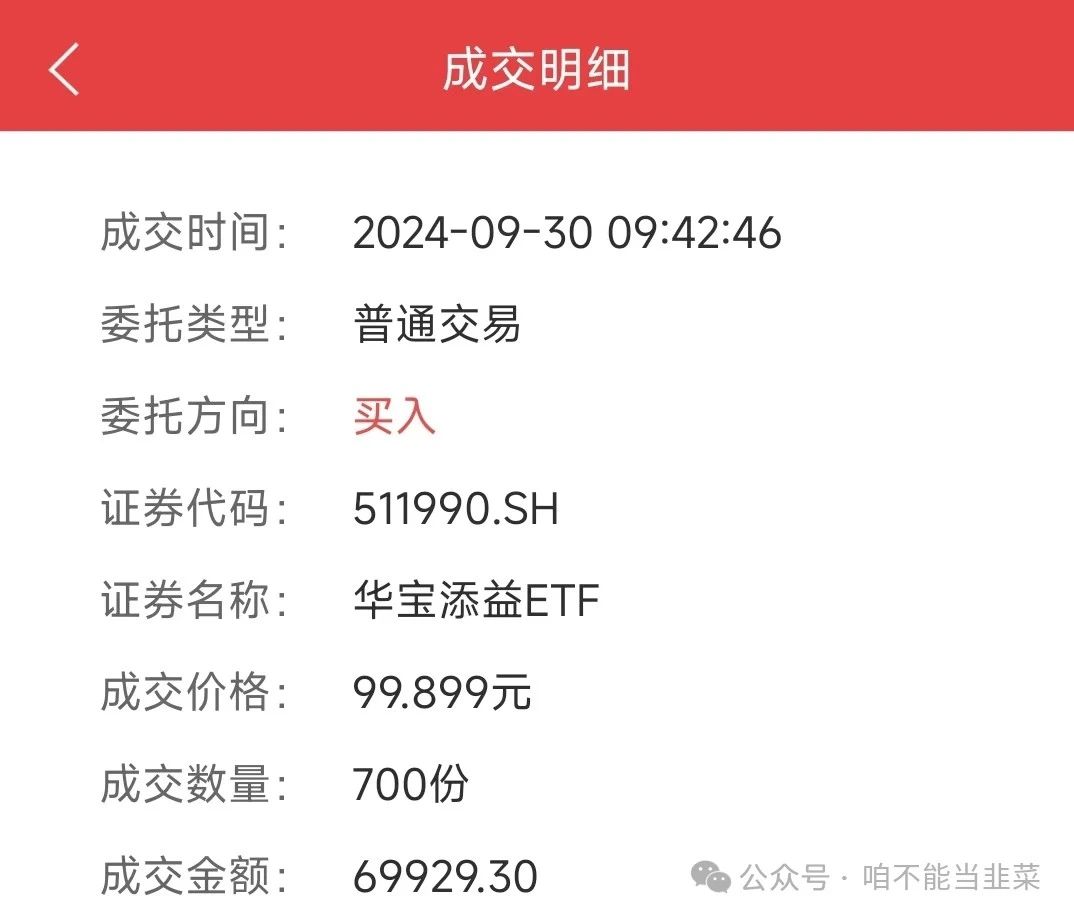 成交明细
成交时间： 2024-09-30 09:42:46
委托类型： 普通交易
委托方向： 买入
证券代码： 511990.SH
证券名称： 华宝添益ETF
成交价格： 99.899元
成交数量： 700份
成交金额： 69929.30
公众号 · 咱不能当韭菜